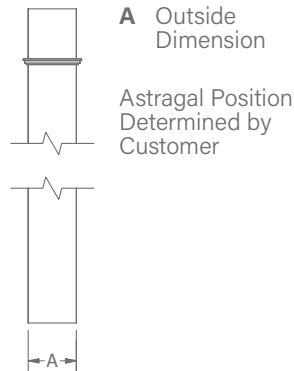 A Outside
Dimension
Astragal Position
Determined by
Customer
A